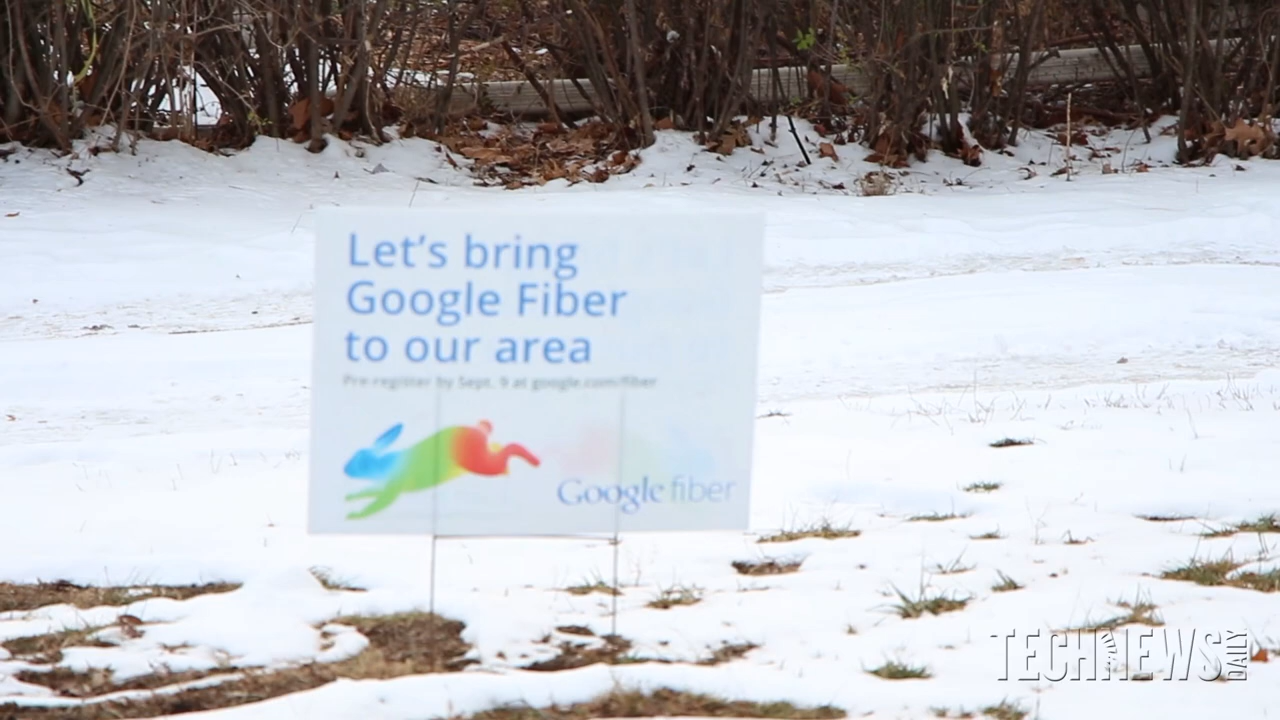 Let's bring
Google Fiber
to our area
Pre-register by Sept. 9 at google.com/fiber
Google fiber
TECHNEWS DAILY